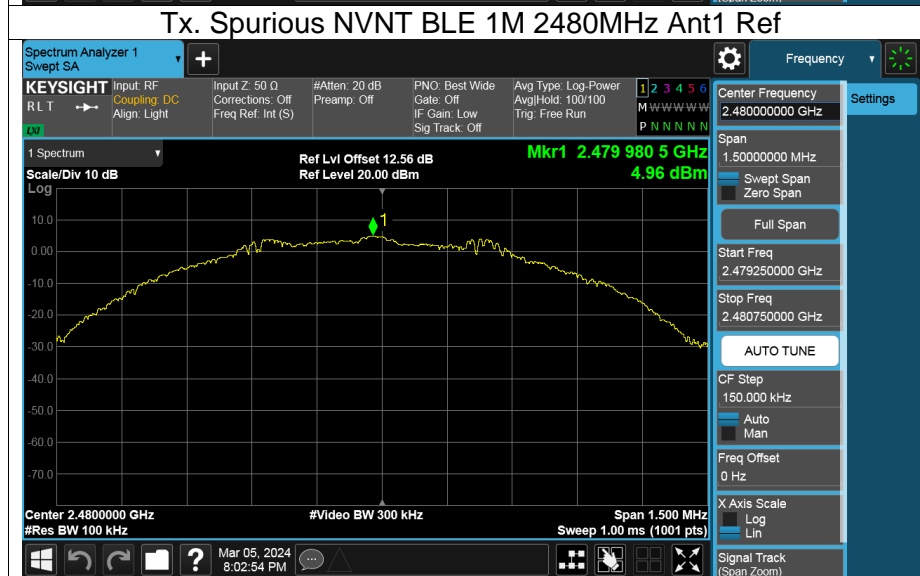 (Span Zoom)
Tx. Spurious NVNT BLE 1M 2480MHz Ant1 Ref
Spectrum Analyzer 1
Swept SA
+
Frequency
KEYSIGHT
RLT
LXI
Input: RF
Coupling: DC
Align: Light
Input Z: 50 Ω
Corrections: Off
Freq Ref: Int (S)
#Atten: 20 dB
Preamp: Off
PNO: Best Wide
Gate: Off
IF Gain: Low
Sig Track: Off
Avg Type: Log-Power
Avg|Hold: 100/100
Trig: Free Run
1 2 3 4 5 6
M W W W W W
P N N N N N
1 Spectrum
Scale/Div 10 dB
Log
Ref Lvl Offset 12.56 dB
Ref Level 20.00 dBm
Mkr1 2.479 980 5 GHz
4.96 dBm
1
10.0
0.00
-10.0
-20.0
-30.0
-40.0
-50.0
-60.0
-70.0
Center 2.4800000 GHz
#Res BW 100 kHz
#Video BW 300 kHz
Span 1.500 MHz
Sweep 1.00 ms (1001 pts)
Center Frequency
2.480000000 GHz
Settings
Span
1.50000000 MHz
Swept Span
Zero Span
Full Span
Start Freq
2.479250000 GHz
Stop Freq
2.480750000 GHz
AUTO TUNE
CF Step
150.000 kHz
Auto
Man
Freq Offset
0 Hz
X Axis Scale
Log
Lin
Signal Track
(Span Zoom)
?
Mar 05, 2024
8:02:54 PM